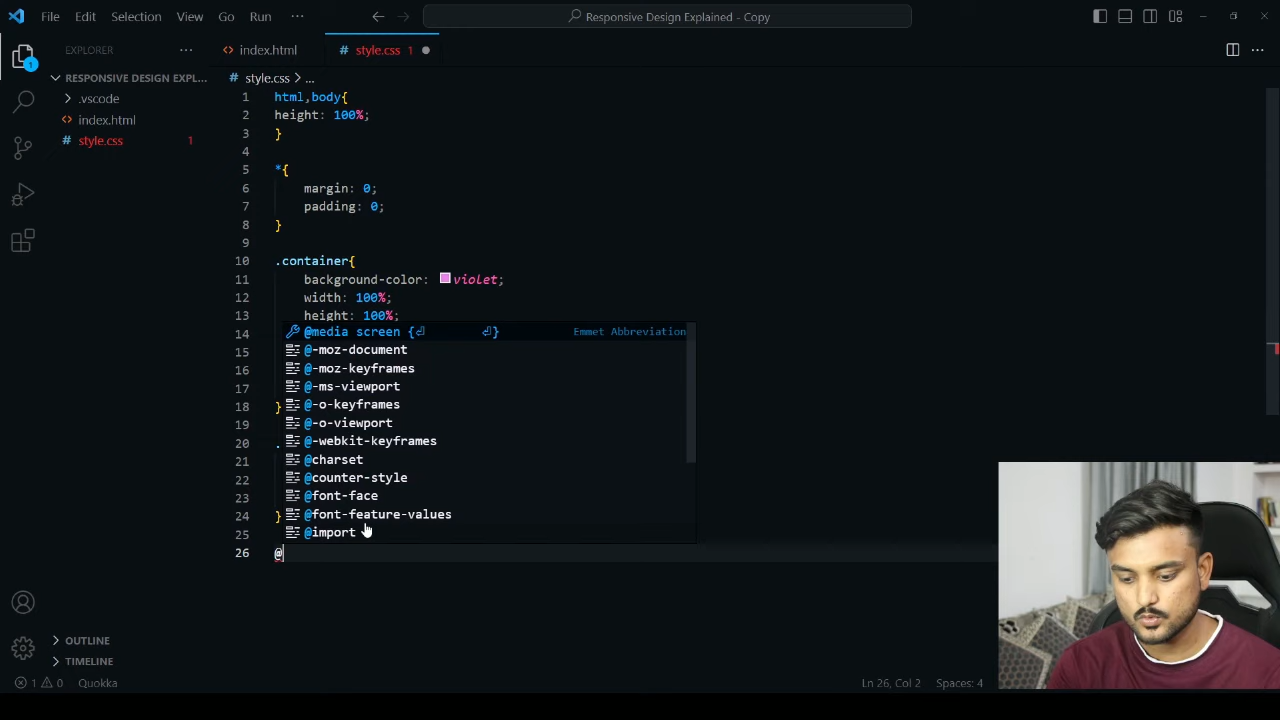 File Edit Selection View Go Run ···
Responsive Design Explained - Copy
EXPLORER ···
index.html
style.css 1
RESPONSIVE DESIGN EXPL...
.vscode
index.html
style.css 1
1
style.css > ...
1 html,body{
2 height: 100%;
3 }
4
5 *{
6 margin: 0;
7 padding: 0;
8 }
9
10 .container{
11 background-color: violet;
12 width: 100%;
13 height: 100%;
14
15
16
17
18 }
19
20 .
21
22
23
24 }
25
26 @
@media screen {⏎ ⏎} Emmet Abbreviation
@-moz-document
@-moz-keyframes
@-ms-viewport
@-o-keyframes
@-o-viewport
@-webkit-keyframes
@charset
@counter-style
@font-face
@font-feature-values
@import
OUTLINE
TIMELINE
1 0 Quokka Ln 26, Col 2 Spaces: 4